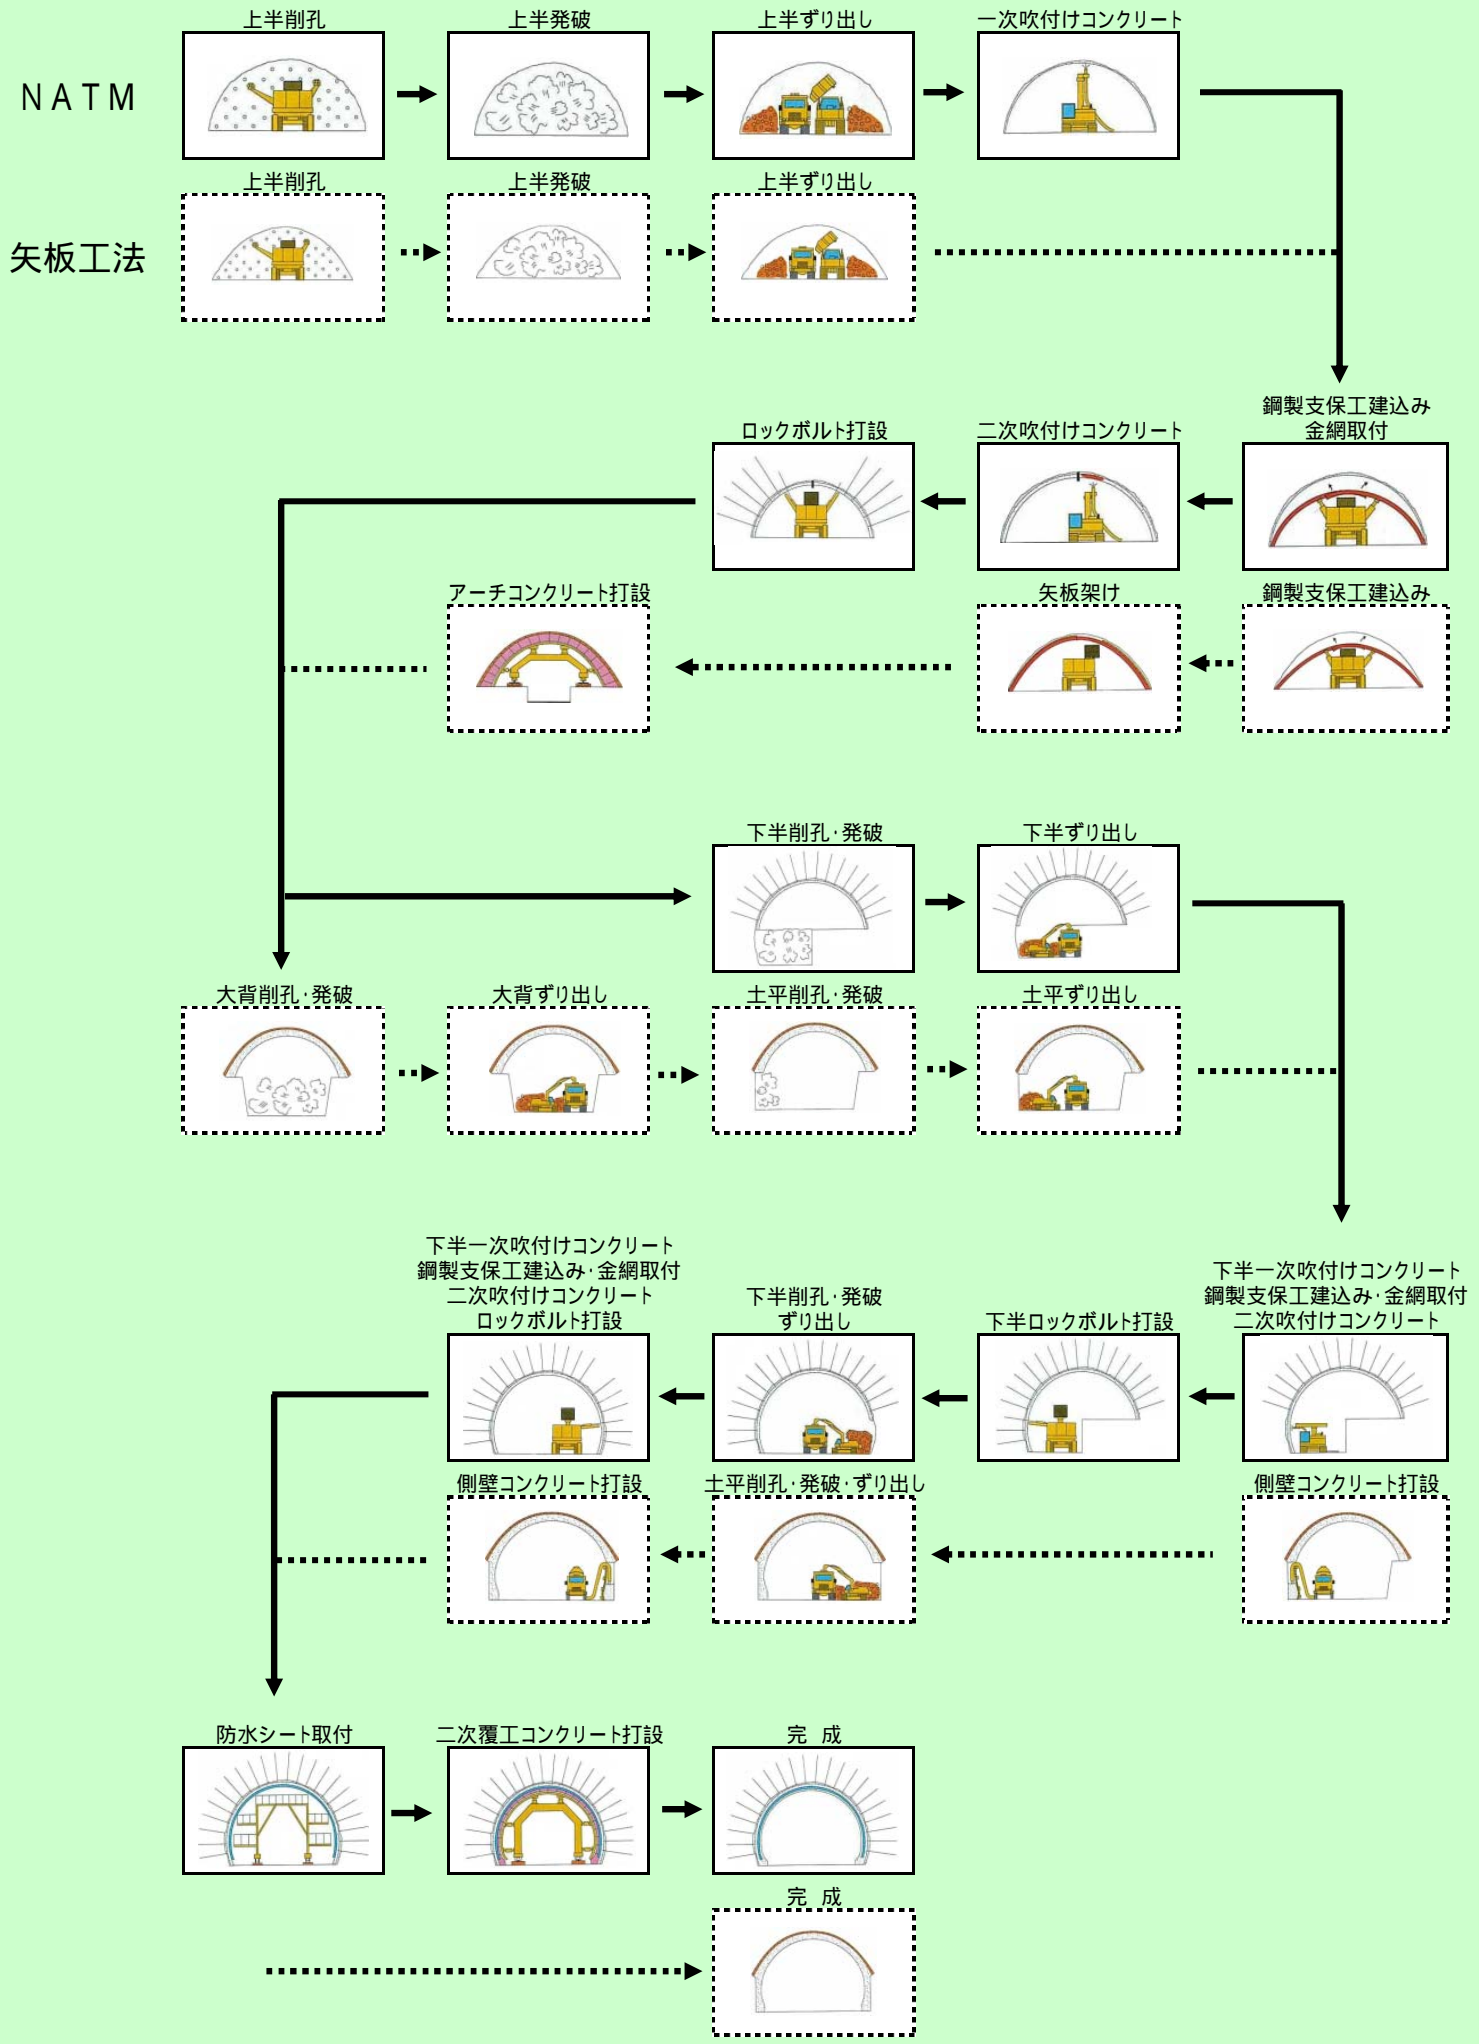 NATM
上半削孔
上半発破
上半ずり出し
一次吹付けコンクリート
矢板工法
上半削孔
上半発破
上半ずり出し
ロックボルト打設
二次吹付けコンクリート
鋼製支保工建込み
金網取付
アーチコンクリート打設
矢板架け
鋼製支保工建込み
下半削孔・発破
下半ずり出し
大背削孔・発破
大背ずり出し
土平削孔・発破
土平ずり出し
下半一次吹付けコンクリート
鋼製支保工建込み・金網取付
二次吹付けコンクリート
ロックボルト打設
下半削孔・発破
ずり出し
下半ロックボルト打設
下半一次吹付けコンクリート
鋼製支保工建込み・金網取付
二次吹付けコンクリート
側壁コンクリート打設
土平削孔・発破・ずり出し
側壁コンクリート打設
防水シート取付
二次覆工コンクリート打設
完 成
完 成